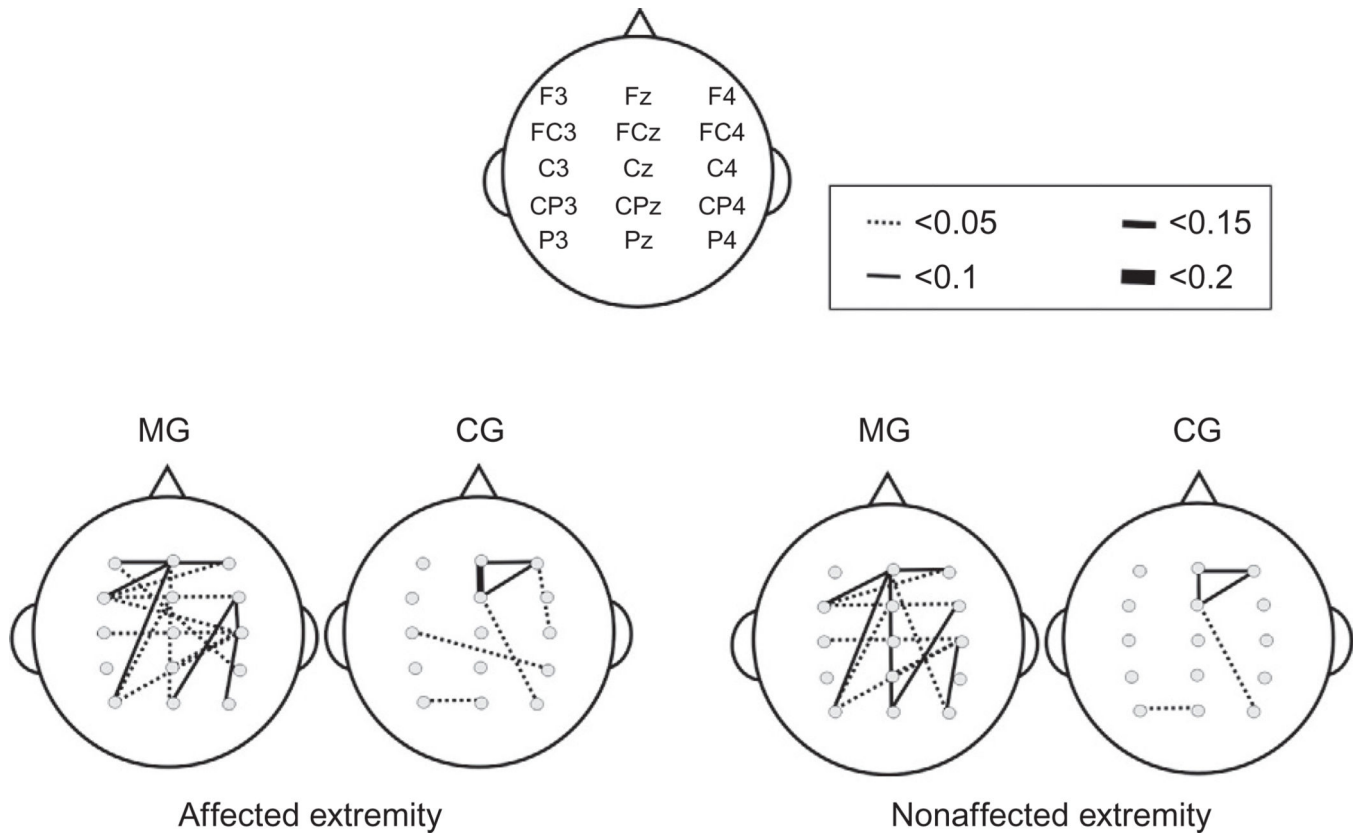 F3 Fz F4
FC3 FCz FC4
C3 Cz C4
CP3 CPz CP4
P3 Pz P4
<0.05 <0.15
<0.1 <0.2
MG CG MG CG
Affected extremity Nonaffected extremity